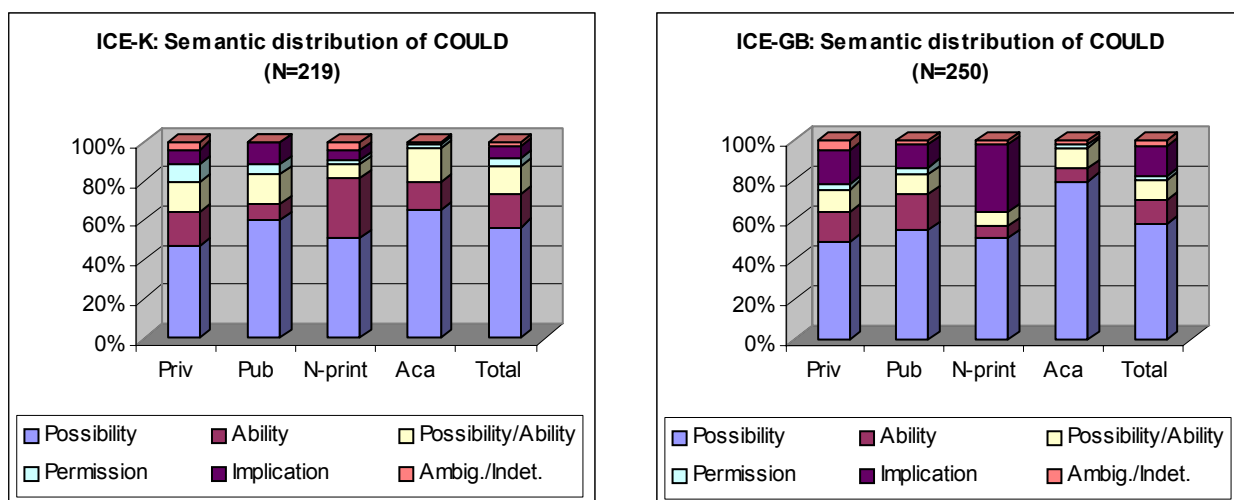 ICE-K: Semantic distribution of COULD
(N=219)
100%
80%
60%
40%
20%
0%
Priv Pub N-print Aca Total
Possibility Ability Possibility/Ability
Permission Implication Ambig./Indet.
ICE-GB: Semantic distribution of COULD
(N=250)
100%
80%
60%
40%
20%
0%
Priv Pub N-print Aca Total
Possibility Ability Possibility/Ability
Permission Implication Ambig./Indet.